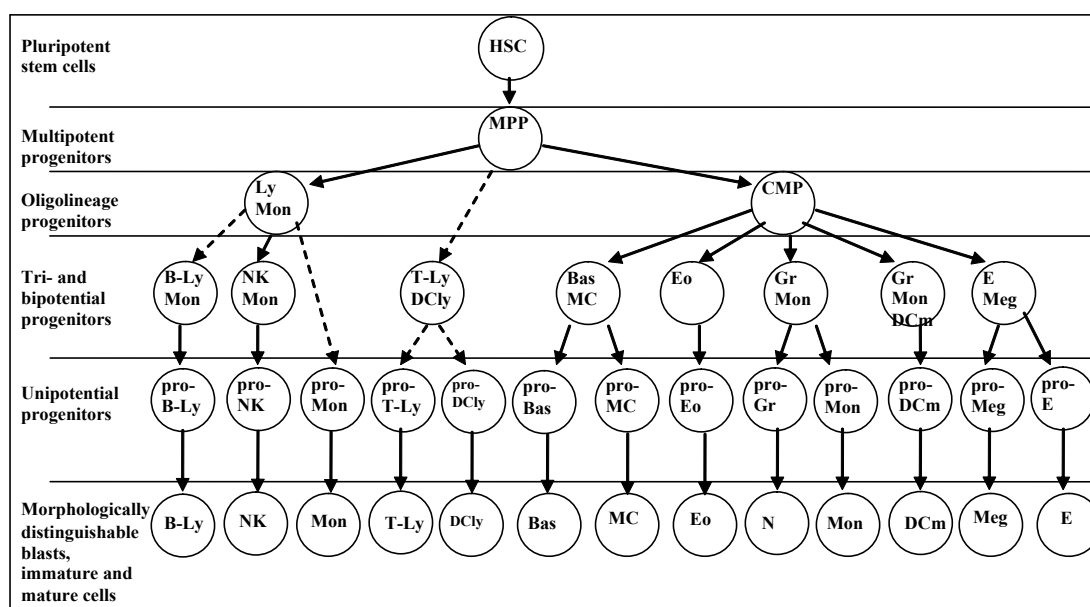 Pluripotent
stem cells
HSC
Multipotent
progenitors
MPP
Oligolineage
progenitors
Ly
Mon
CMP
Tri- and
bipotential
progenitors
B-Ly
Mon
NK
Mon
T-Ly
DCly
Bas
MC
Eo
Gr
Mon
Gr
Mon
DCm
E
Meg
Unipotential
progenitors
pro-
B-Ly
pro-
NK
pro-
Mon
pro-
T-Ly
pro-
DCly
pro-
Bas
pro-
MC
pro-
Eo
pro-
Gr
pro-
Mon
pro-
DCm
pro-
Meg
pro-
E
Morphologically
distinguishable
blasts,
immature and
mature cells
B-Ly
NK
Mon
T-Ly
DCly
Bas
MC
Eo
N
Mon
DCm
Meg
E